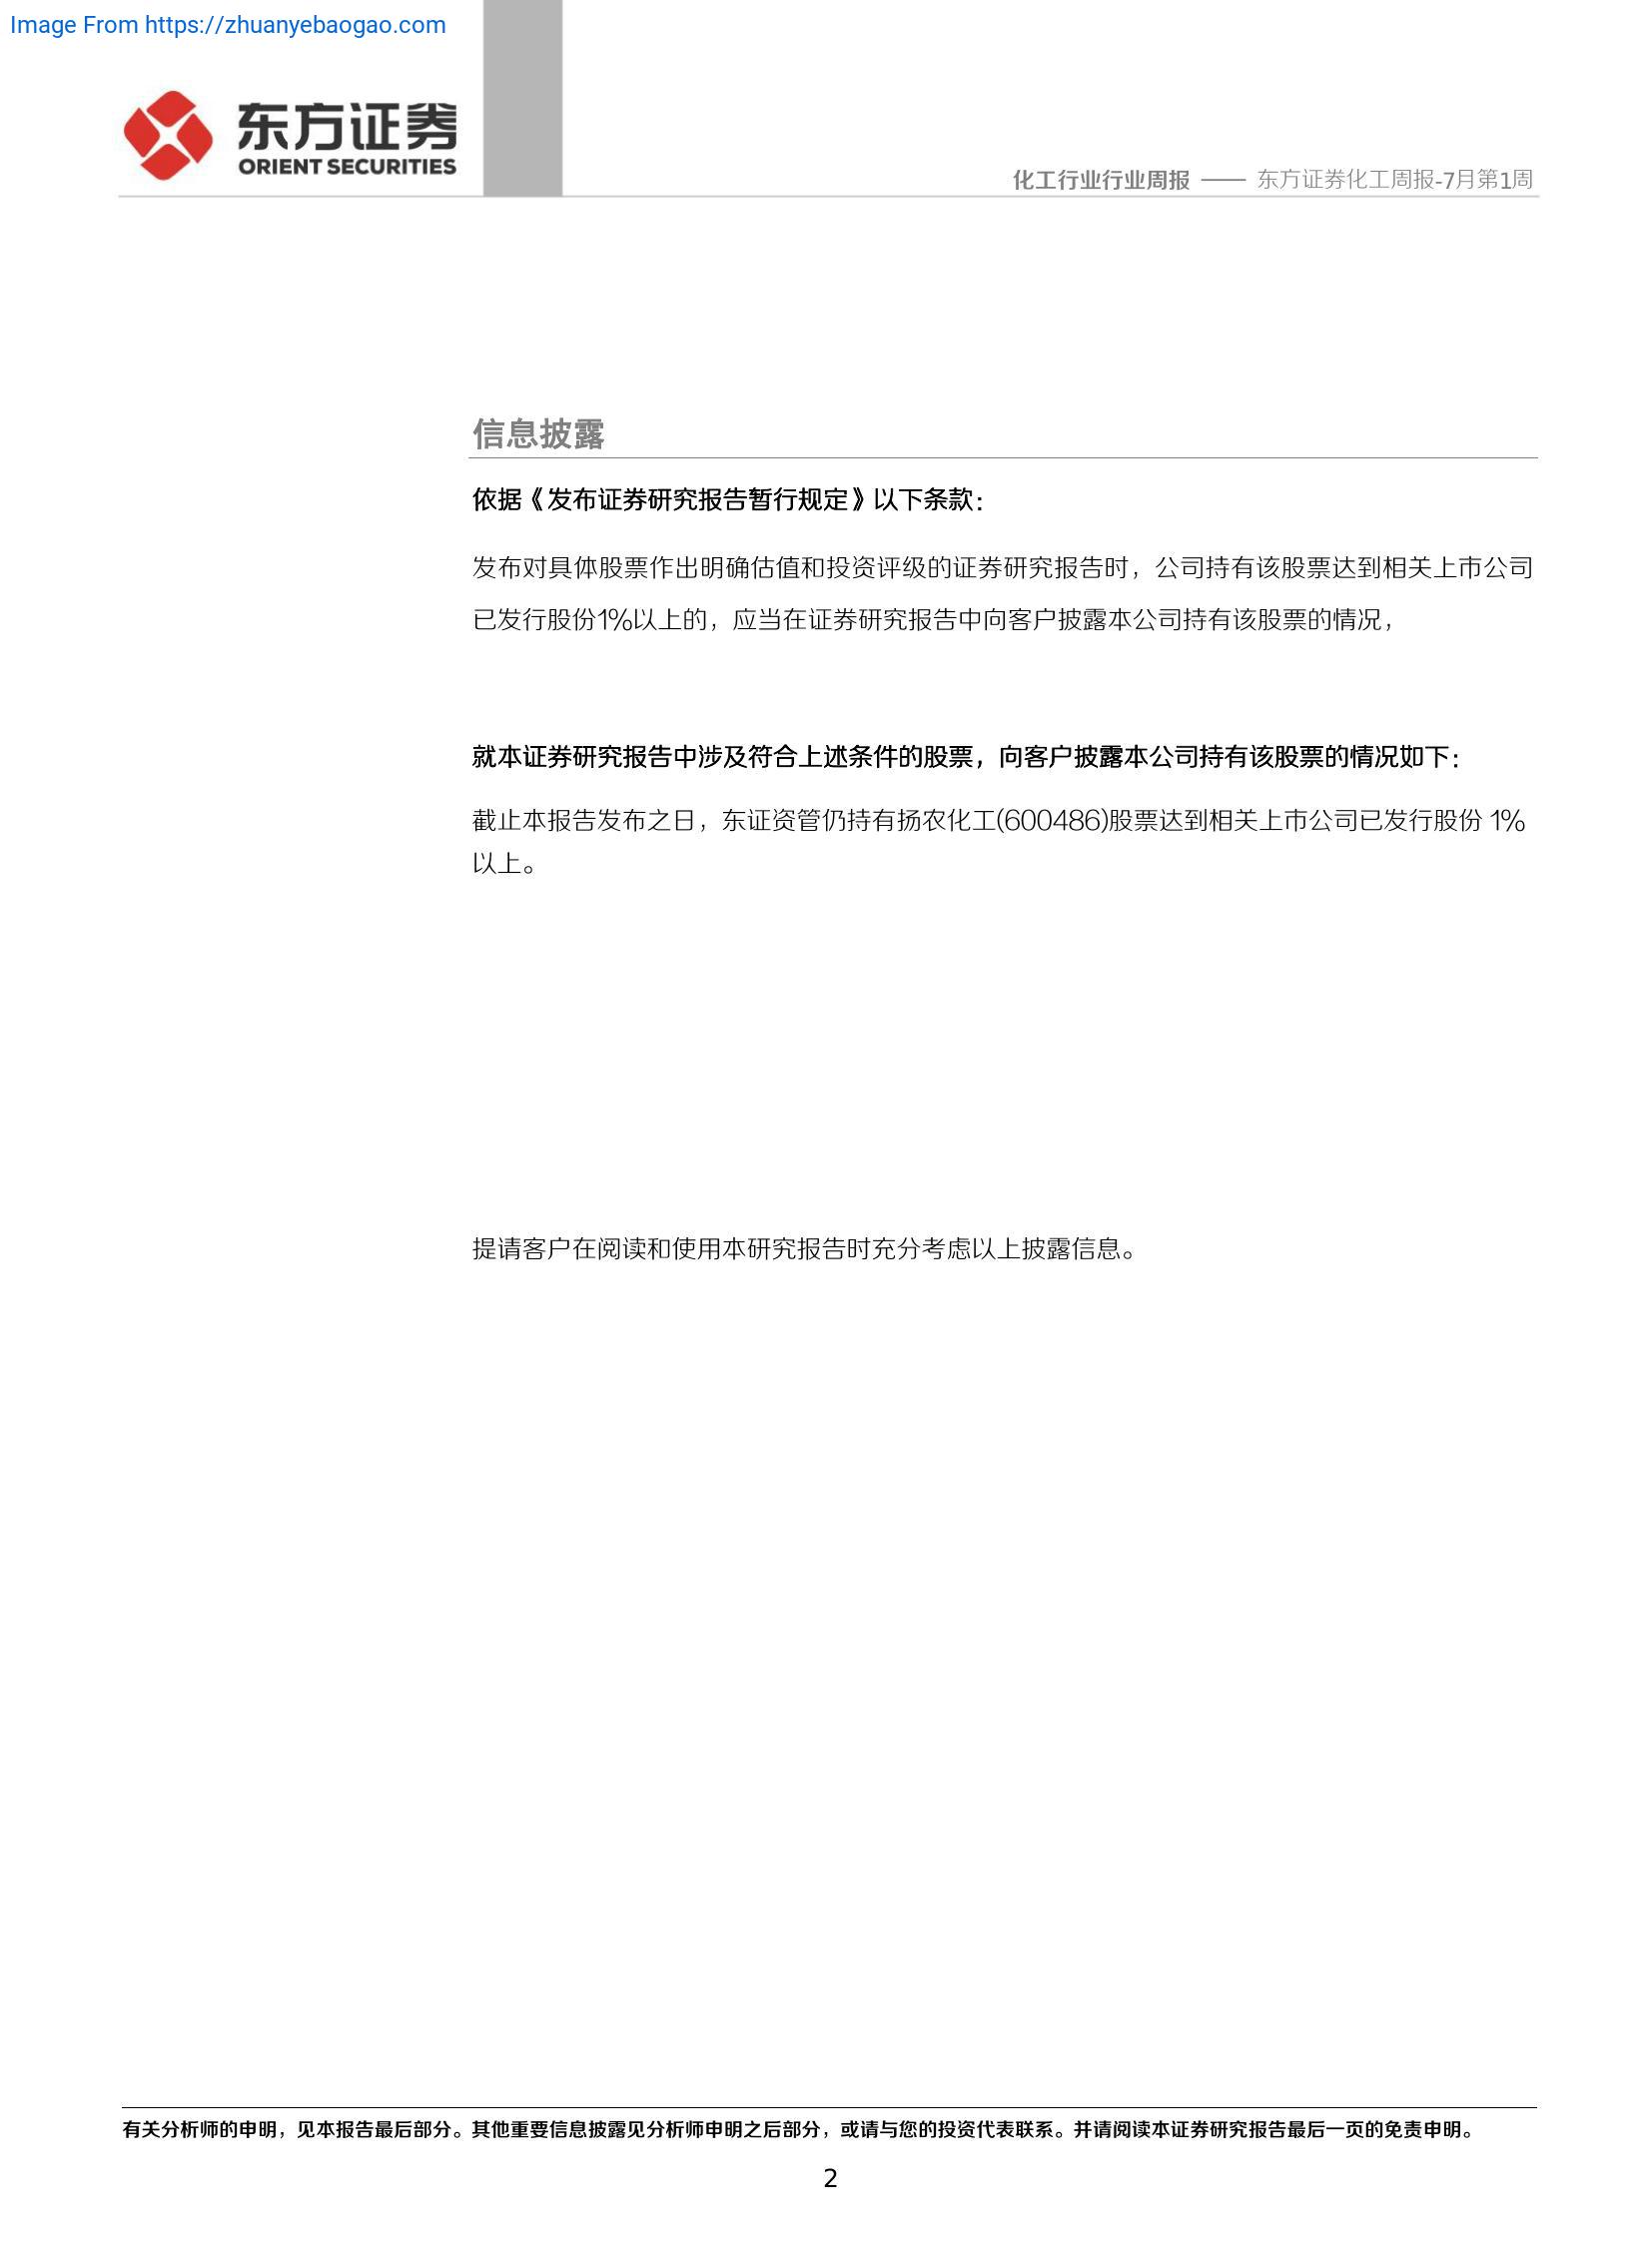 Image From https://zhuanyebaogao.com
东方证券
ORIENT SECURITIES
化工行业行业周报 —— 东方证券化工周报-7月第1周
信息披露
依据《发布证券研究报告暂行规定》以下条款：
发布对具体股票作出明确估值和投资评级的证券研究报告时，公司持有该股票达到相关上市公司
已发行股份1%以上的，应当在证券研究报告中向客户披露本公司持有该股票的情况，
就本证券研究报告中涉及符合上述条件的股票，向客户披露本公司持有该股票的情况如下：
截止本报告发布之日，东证资管仍持有扬农化工(600486)股票达到相关上市公司已发行股份 1%
以上。
提请客户在阅读和使用本研究报告时充分考虑以上披露信息。
有关分析师的申明，见本报告最后部分。其他重要信息披露见分析师申明之后部分，或请与您的投资代表联系。并请阅读本证券研究报告最后一页的免责申明。
2